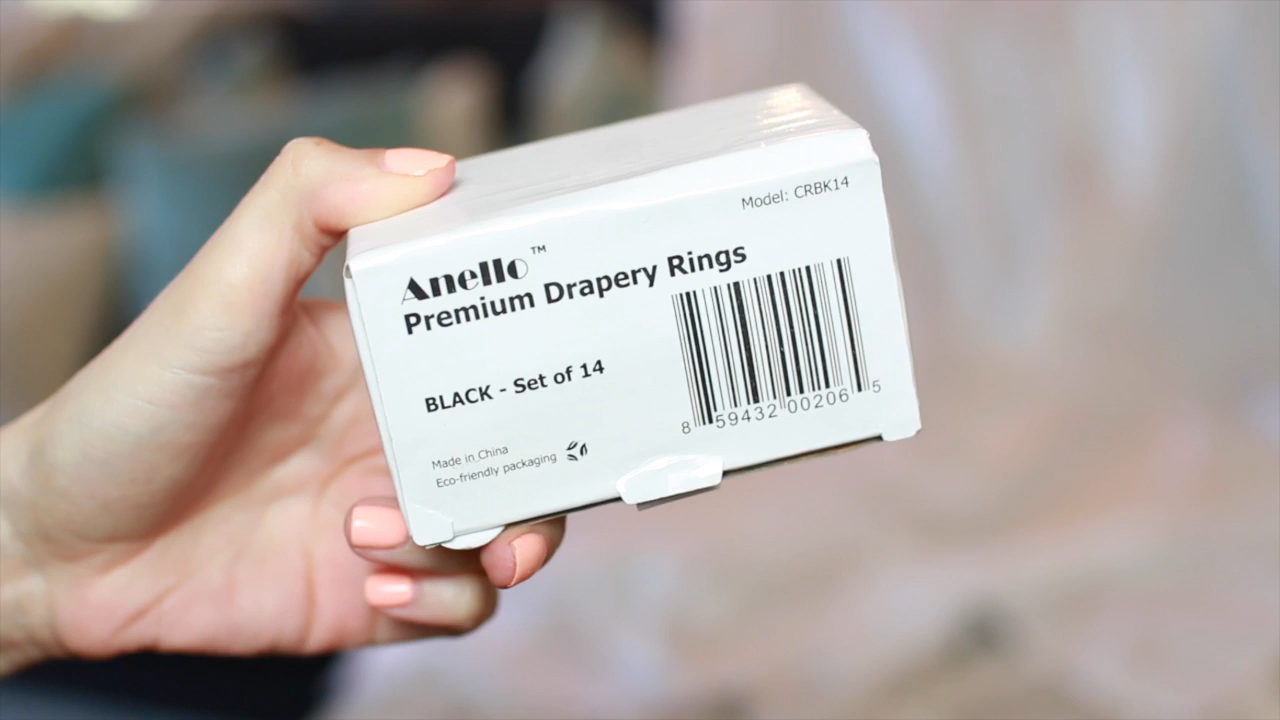 Model: CRBK14
Anello™
Premium Drapery Rings
BLACK - Set of 14
Made in China
Eco-friendly packaging
8 59432 00206 5